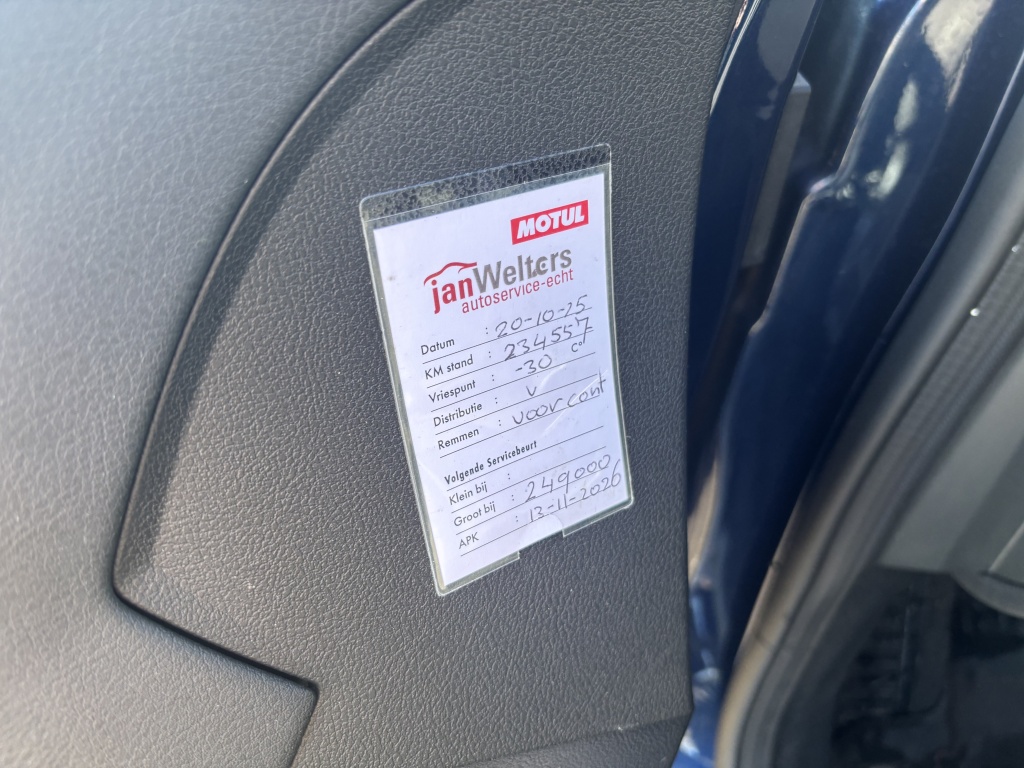 MOTUL
janWelters
autoservice-echt
Datum : 20-10-25
KM stand : 234557
Vriespunt : -30 C°
Distributie : V
Remmen : voor cont
Volgende Servicebeurt
Klein bij :
Groot bij : 249000
APK : 13-11-2026